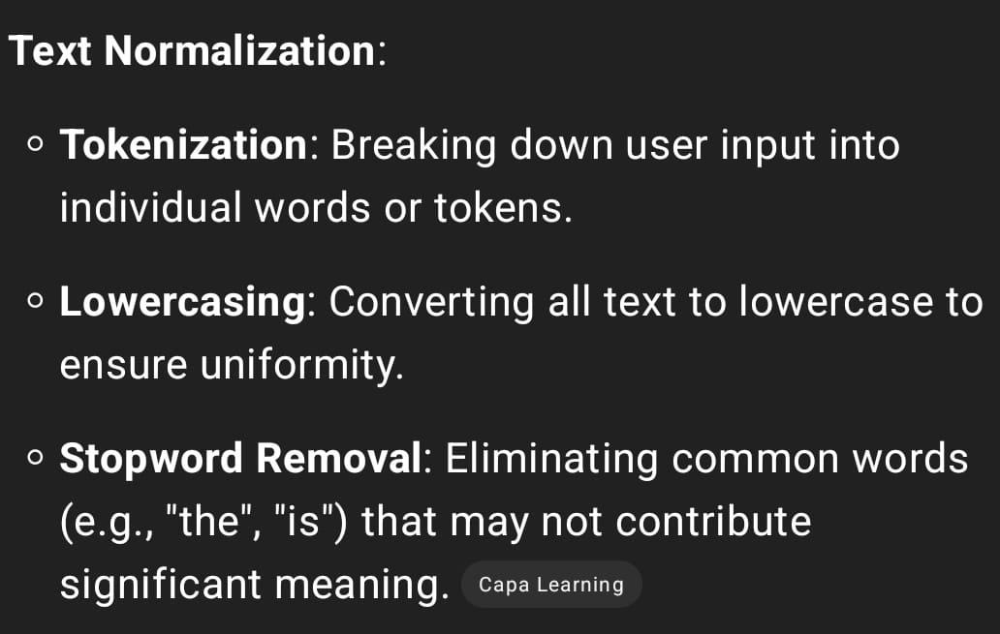 Text Normalization:
Tokenization: Breaking down user input into
individual words or tokens.
Lowercasing: Converting all text to lowercase to
ensure uniformity.
Stopword Removal: Eliminating common words
(e.g., "the", "is") that may not contribute
significant meaning. Capa Learning